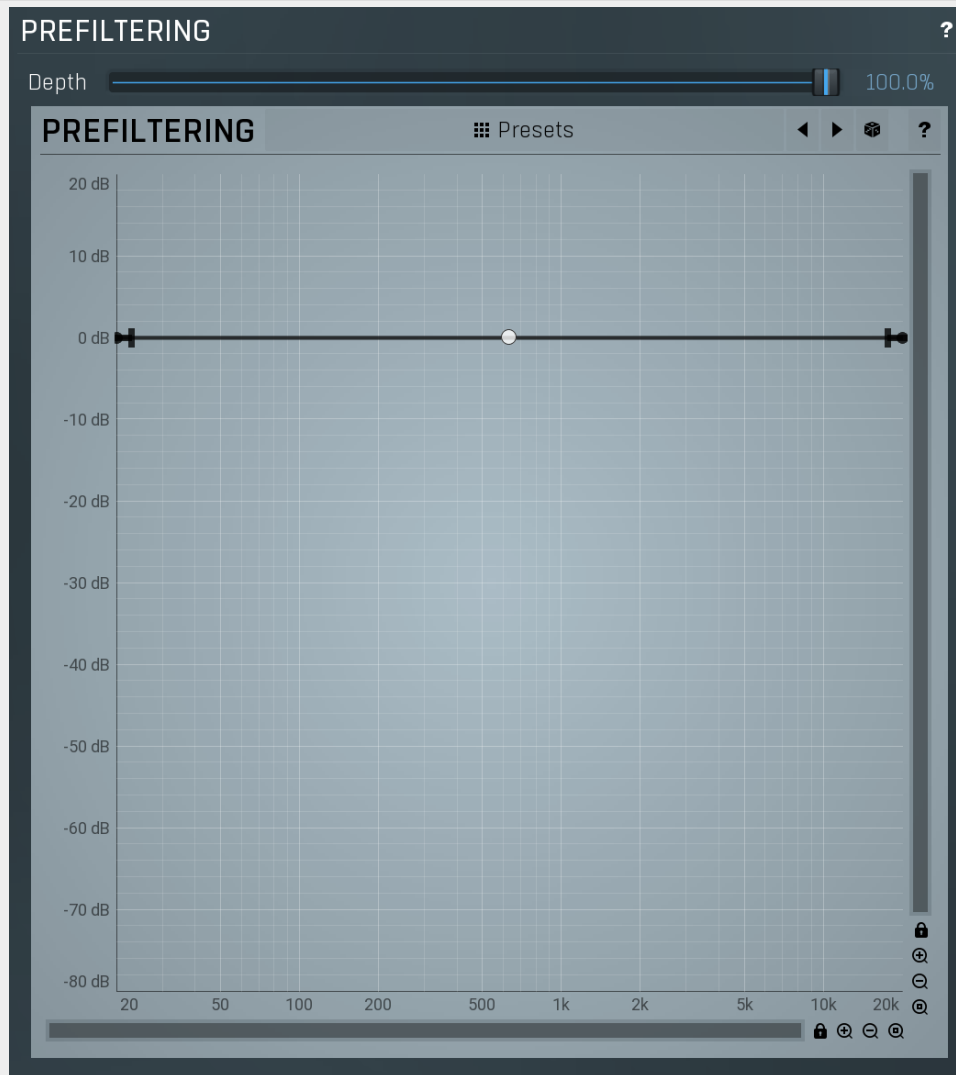 PREFILTERING
?
Depth 100.0%
PREFILTERING Presets ?
20 dB
10 dB
0 dB
-10 dB
-20 dB
-30 dB
-40 dB
-50 dB
-60 dB
-70 dB
-80 dB
20 50 100 200 500 1k 2k 5k 10k 20k